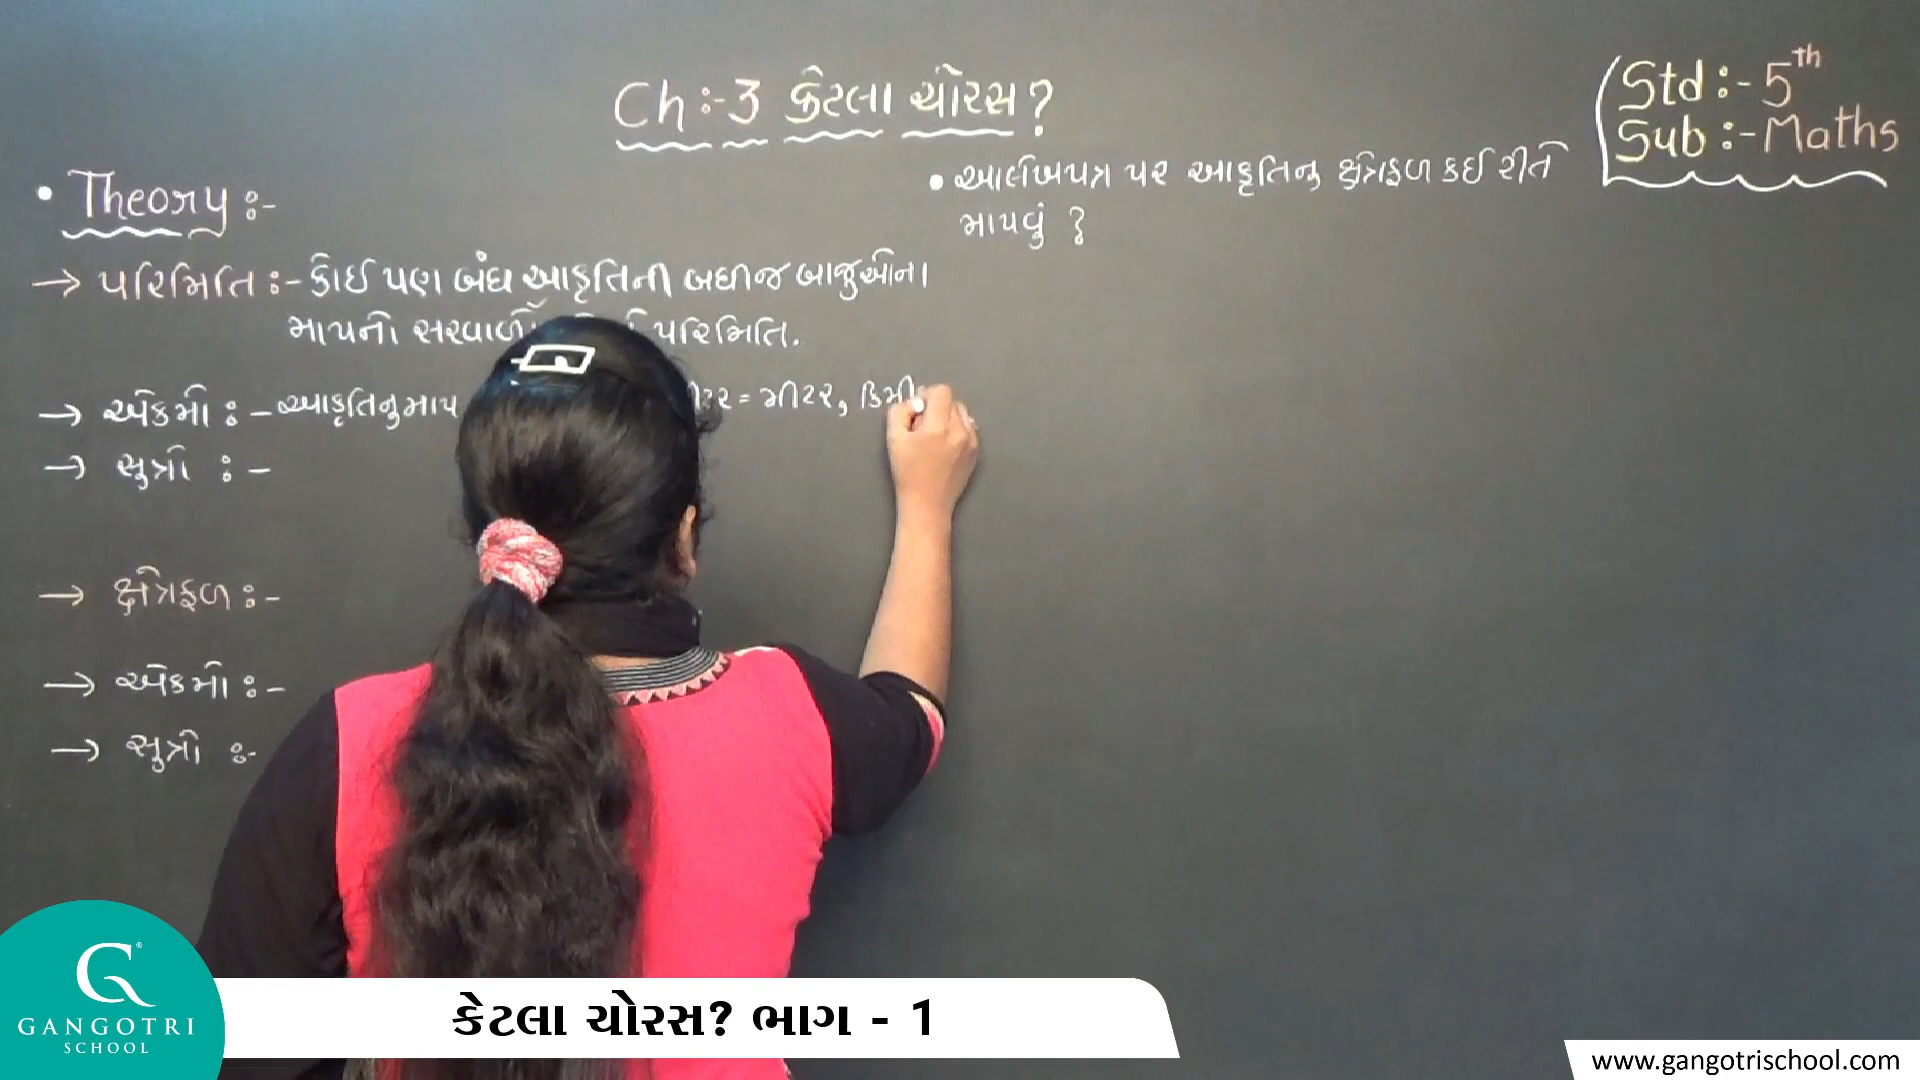 Ch:-3 કેટલા ચોરસ?
Std:- 5th
Sub:- Maths
• Theory:-
→ પરિમિતિ:- કોઈ પણ બંધ આકૃતિની બધીજ બાજુઓના
માપનો સરવાળો પરિમિતિ.
→ એકમો:- આકૃતિનુ માપ = મીટર, કિમી
→ સુત્રો:-
→ ક્ષેત્રફળ:-
→ એકમો:-
→ સુત્રો:-
• આલેખપત્ર પર આકૃતિનુ ક્ષેત્રફળ કઈ રીતે
માપવું ?
કેટલા ચોરસ? ભાગ - 1
GANGOTRI
SCHOOL
www.gangotrischool.com